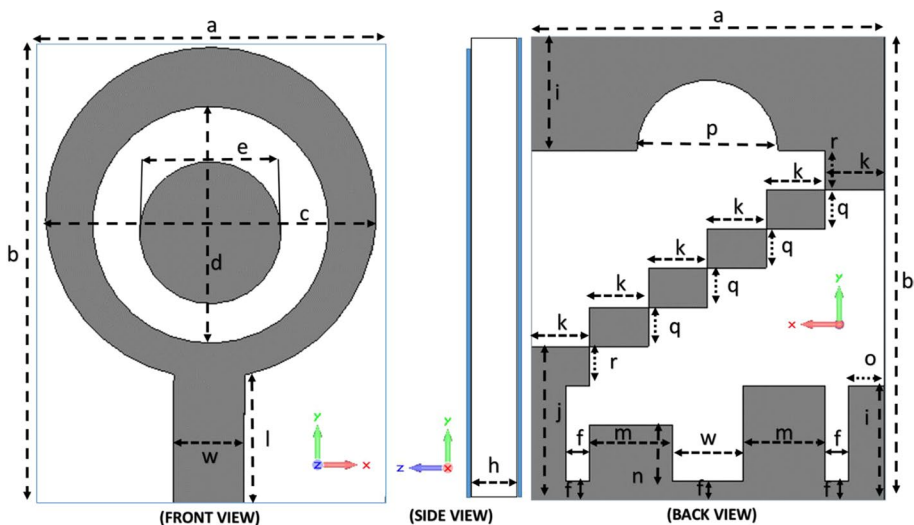 a
b
c
d
e
w
l
y
x
z
(FRONT VIEW)
h
y
z
x
(SIDE VIEW)
a
b
i
p
r
k
k
q
k
q
k
q
k
q
k
r
j
y
x
o
i
f
m
w
m
f
n
f
f
f
(BACK VIEW)